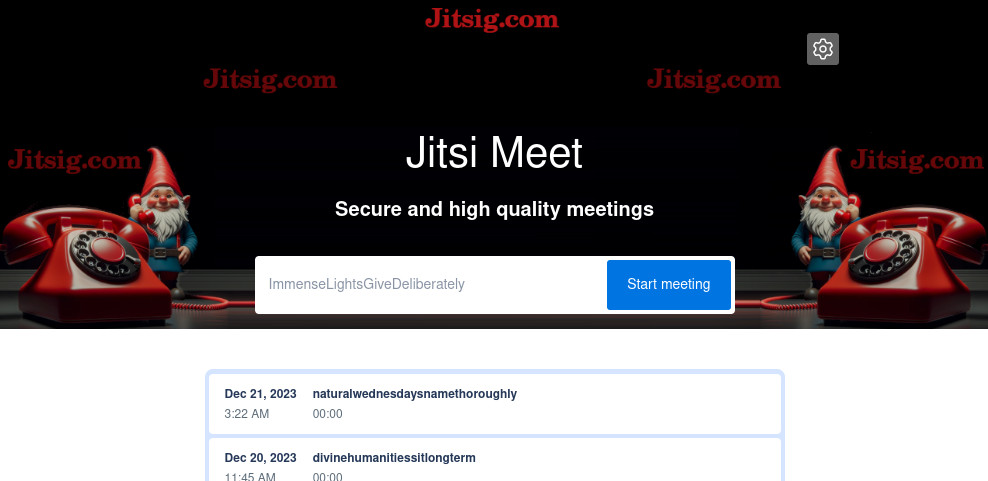 Jitsig.com
Jitsig.com Jitsig.com
Jitsi Meet
Jitsig.com Jitsig.com
Secure and high quality meetings
ImmenseLightsGiveDeliberately Start meeting
Dec 21, 2023 naturalwednesdaysnamethoroughly
3:22 AM 00:00
Dec 20, 2023 divinehumanitiessitlongterm
11:45 AM 00:00